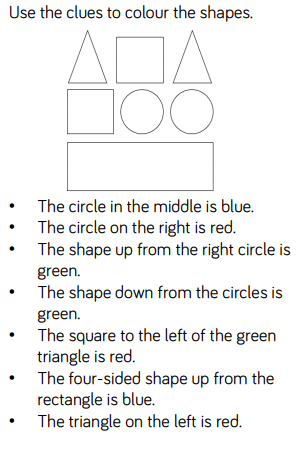 Use the clues to colour the shapes.
• The circle in the middle is blue.
• The circle on the right is red.
• The shape up from the right circle is
green.
• The shape down from the circles is
green.
• The square to the left of the green
triangle is red.
• The four-sided shape up from the
rectangle is blue.
• The triangle on the left is red.